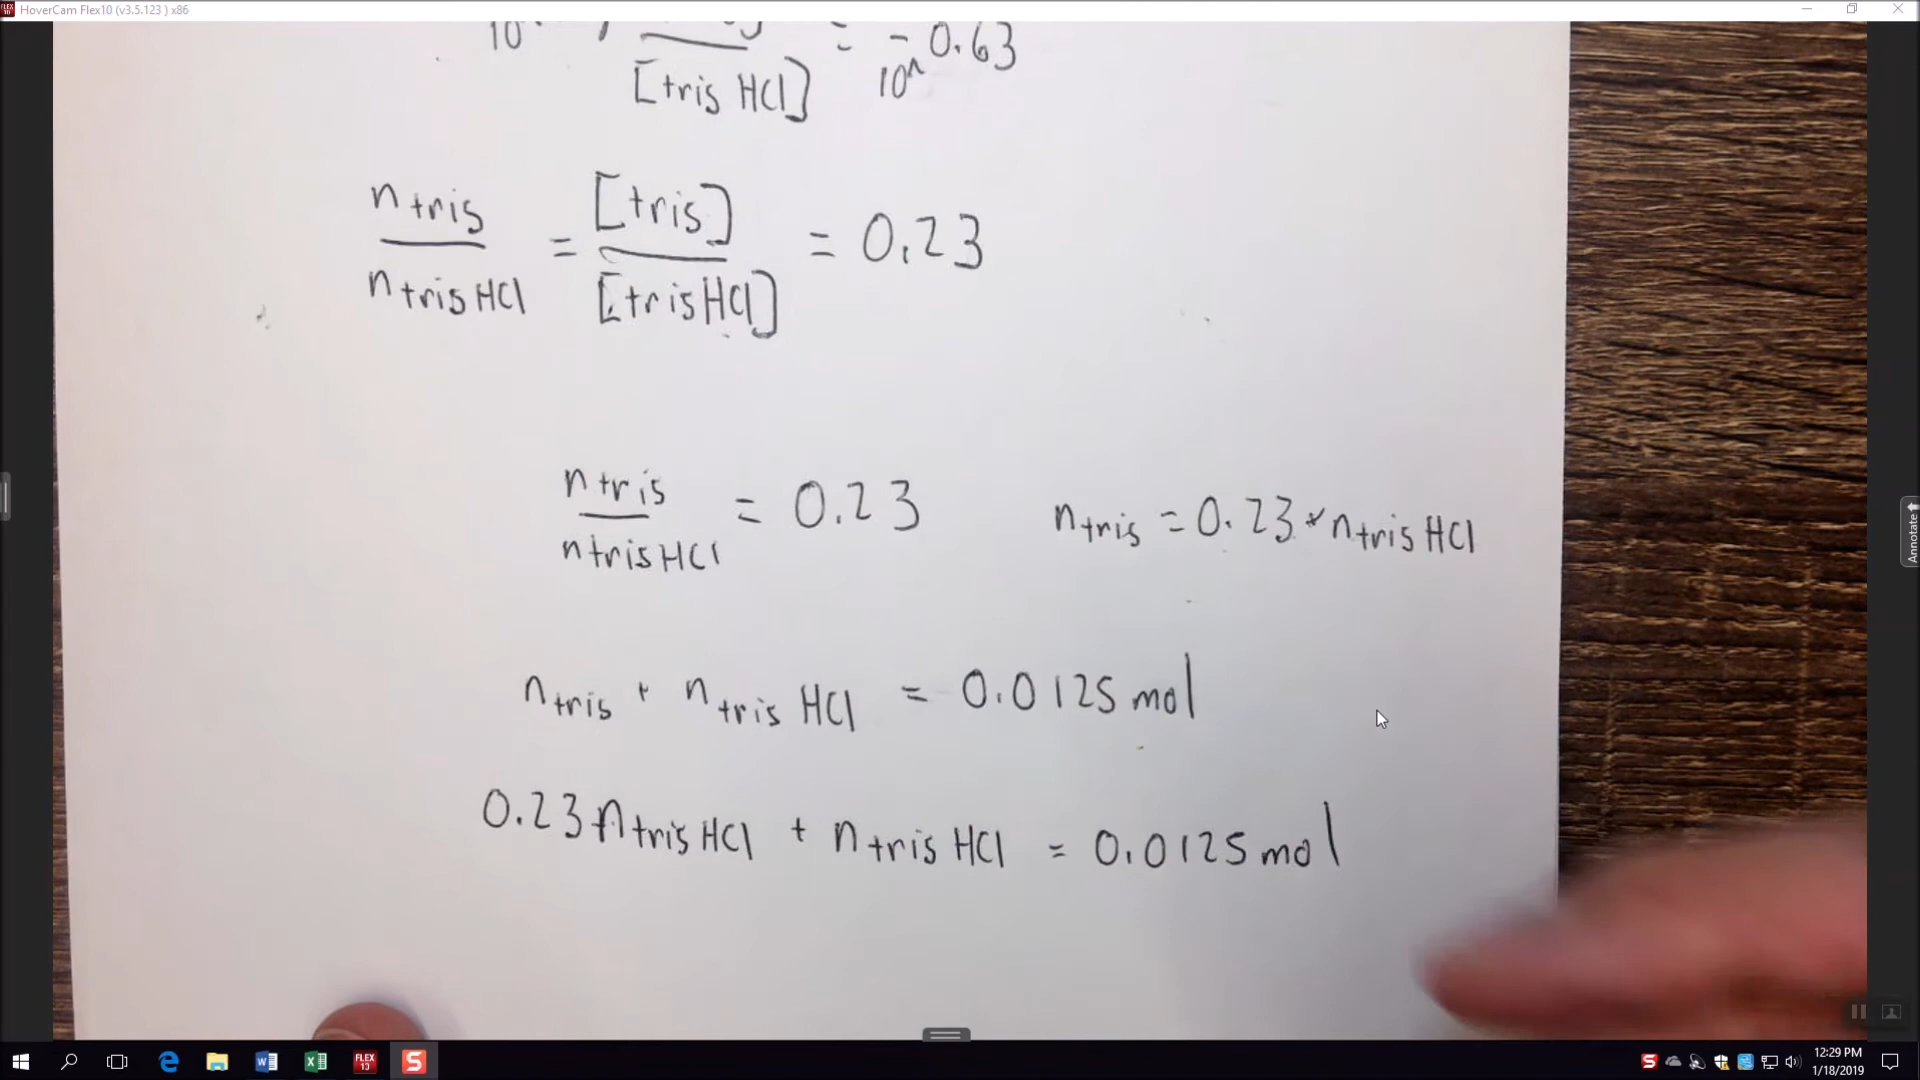 HoverCam Flex10 (v3.5.123 ) x86
10^
= 10^ -0.63
[tris HCl]
n tris / n tris HCl = [tris] / [tris HCl] = 0.23
n tris / n tris HCl = 0.23
n tris = 0.23 * n tris HCl
n tris + n tris HCl = 0.0125 mol
0.23 n tris HCl + n tris HCl = 0.0125 mol
Annotate
12:29 PM
1/18/2019